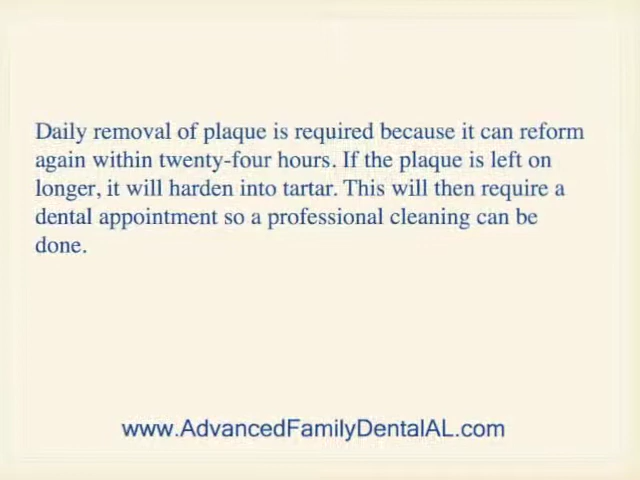 Daily removal of plaque is required because it can reform
again within twenty-four hours. If the plaque is left on
longer, it will harden into tartar. This will then require a
dental appointment so a professional cleaning can be
done.
www.AdvancedFamilyDentalAL.com